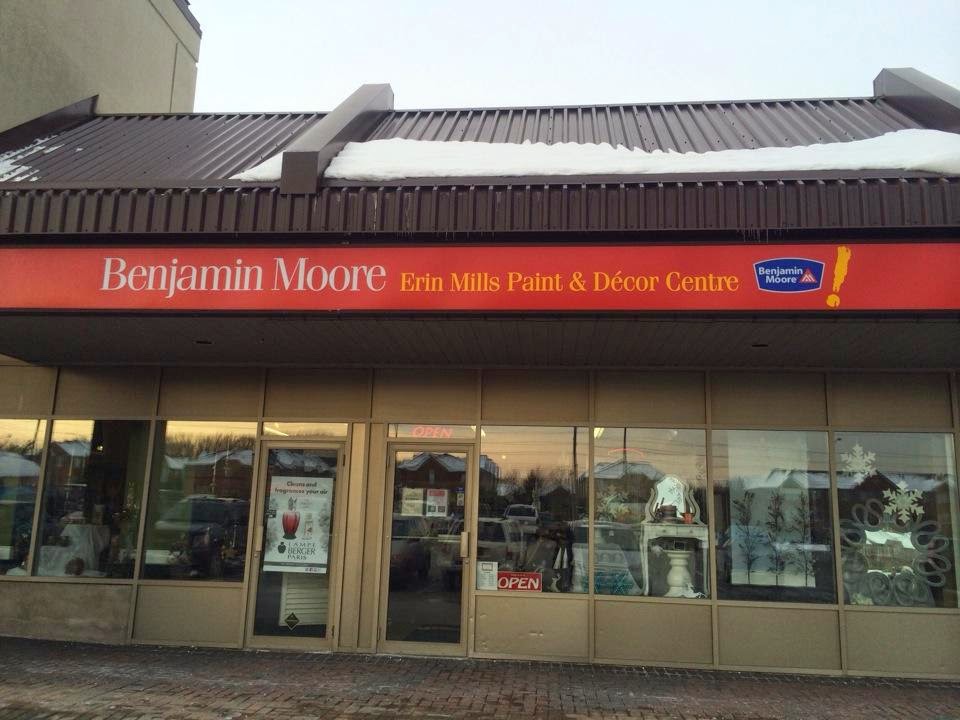 Benjamin Moore Erin Mills Paint & Décor Centre
Benjamin
Moore
!
OPEN
Cleans and
fragrances your air
LAMPE
BERGER
PARIS
OPEN